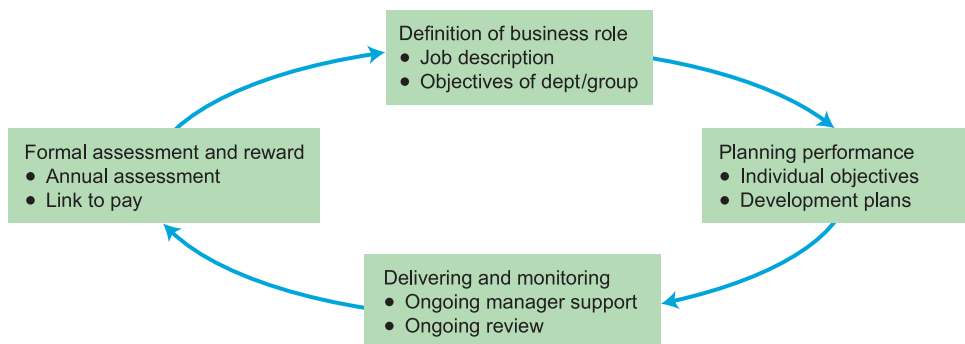 Definition of business role
● Job description
● Objectives of dept/group
Planning performance
● Individual objectives
● Development plans
Delivering and monitoring
● Ongoing manager support
● Ongoing review
Formal assessment and reward
● Annual assessment
● Link to pay